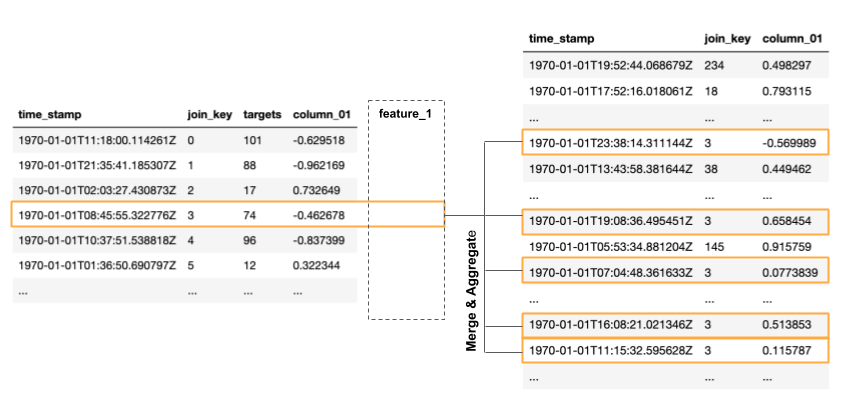 time_stamp join_key targets column_01
1970-01-01T11:18:00.114261Z 0 101 -0.629518
1970-01-01T21:35:41.185307Z 1 88 -0.962169
1970-01-01T02:03:27.430873Z 2 17 0.732649
1970-01-01T08:45:55.322776Z 3 74 -0.462678
1970-01-01T10:37:51.538818Z 4 96 -0.837399
1970-01-01T01:36:50.690797Z 5 12 0.322344
... ... ... ...
feature_1
Merge & Aggregate
time_stamp join_key column_01
1970-01-01T19:52:44.068679Z 234 0.498297
1970-01-01T17:52:16.018061Z 18 0.793115
... ... ...
1970-01-01T23:38:14.311144Z 3 -0.569989
1970-01-01T13:43:58.381644Z 38 0.449462
... ... ...
1970-01-01T19:08:36.495451Z 3 0.658454
1970-01-01T05:53:34.881204Z 145 0.915759
1970-01-01T07:04:48.361633Z 3 0.0773839
... ... ...
1970-01-01T16:08:21.021346Z 3 0.513853
1970-01-01T11:15:32.595628Z 3 0.115787
... ... ...